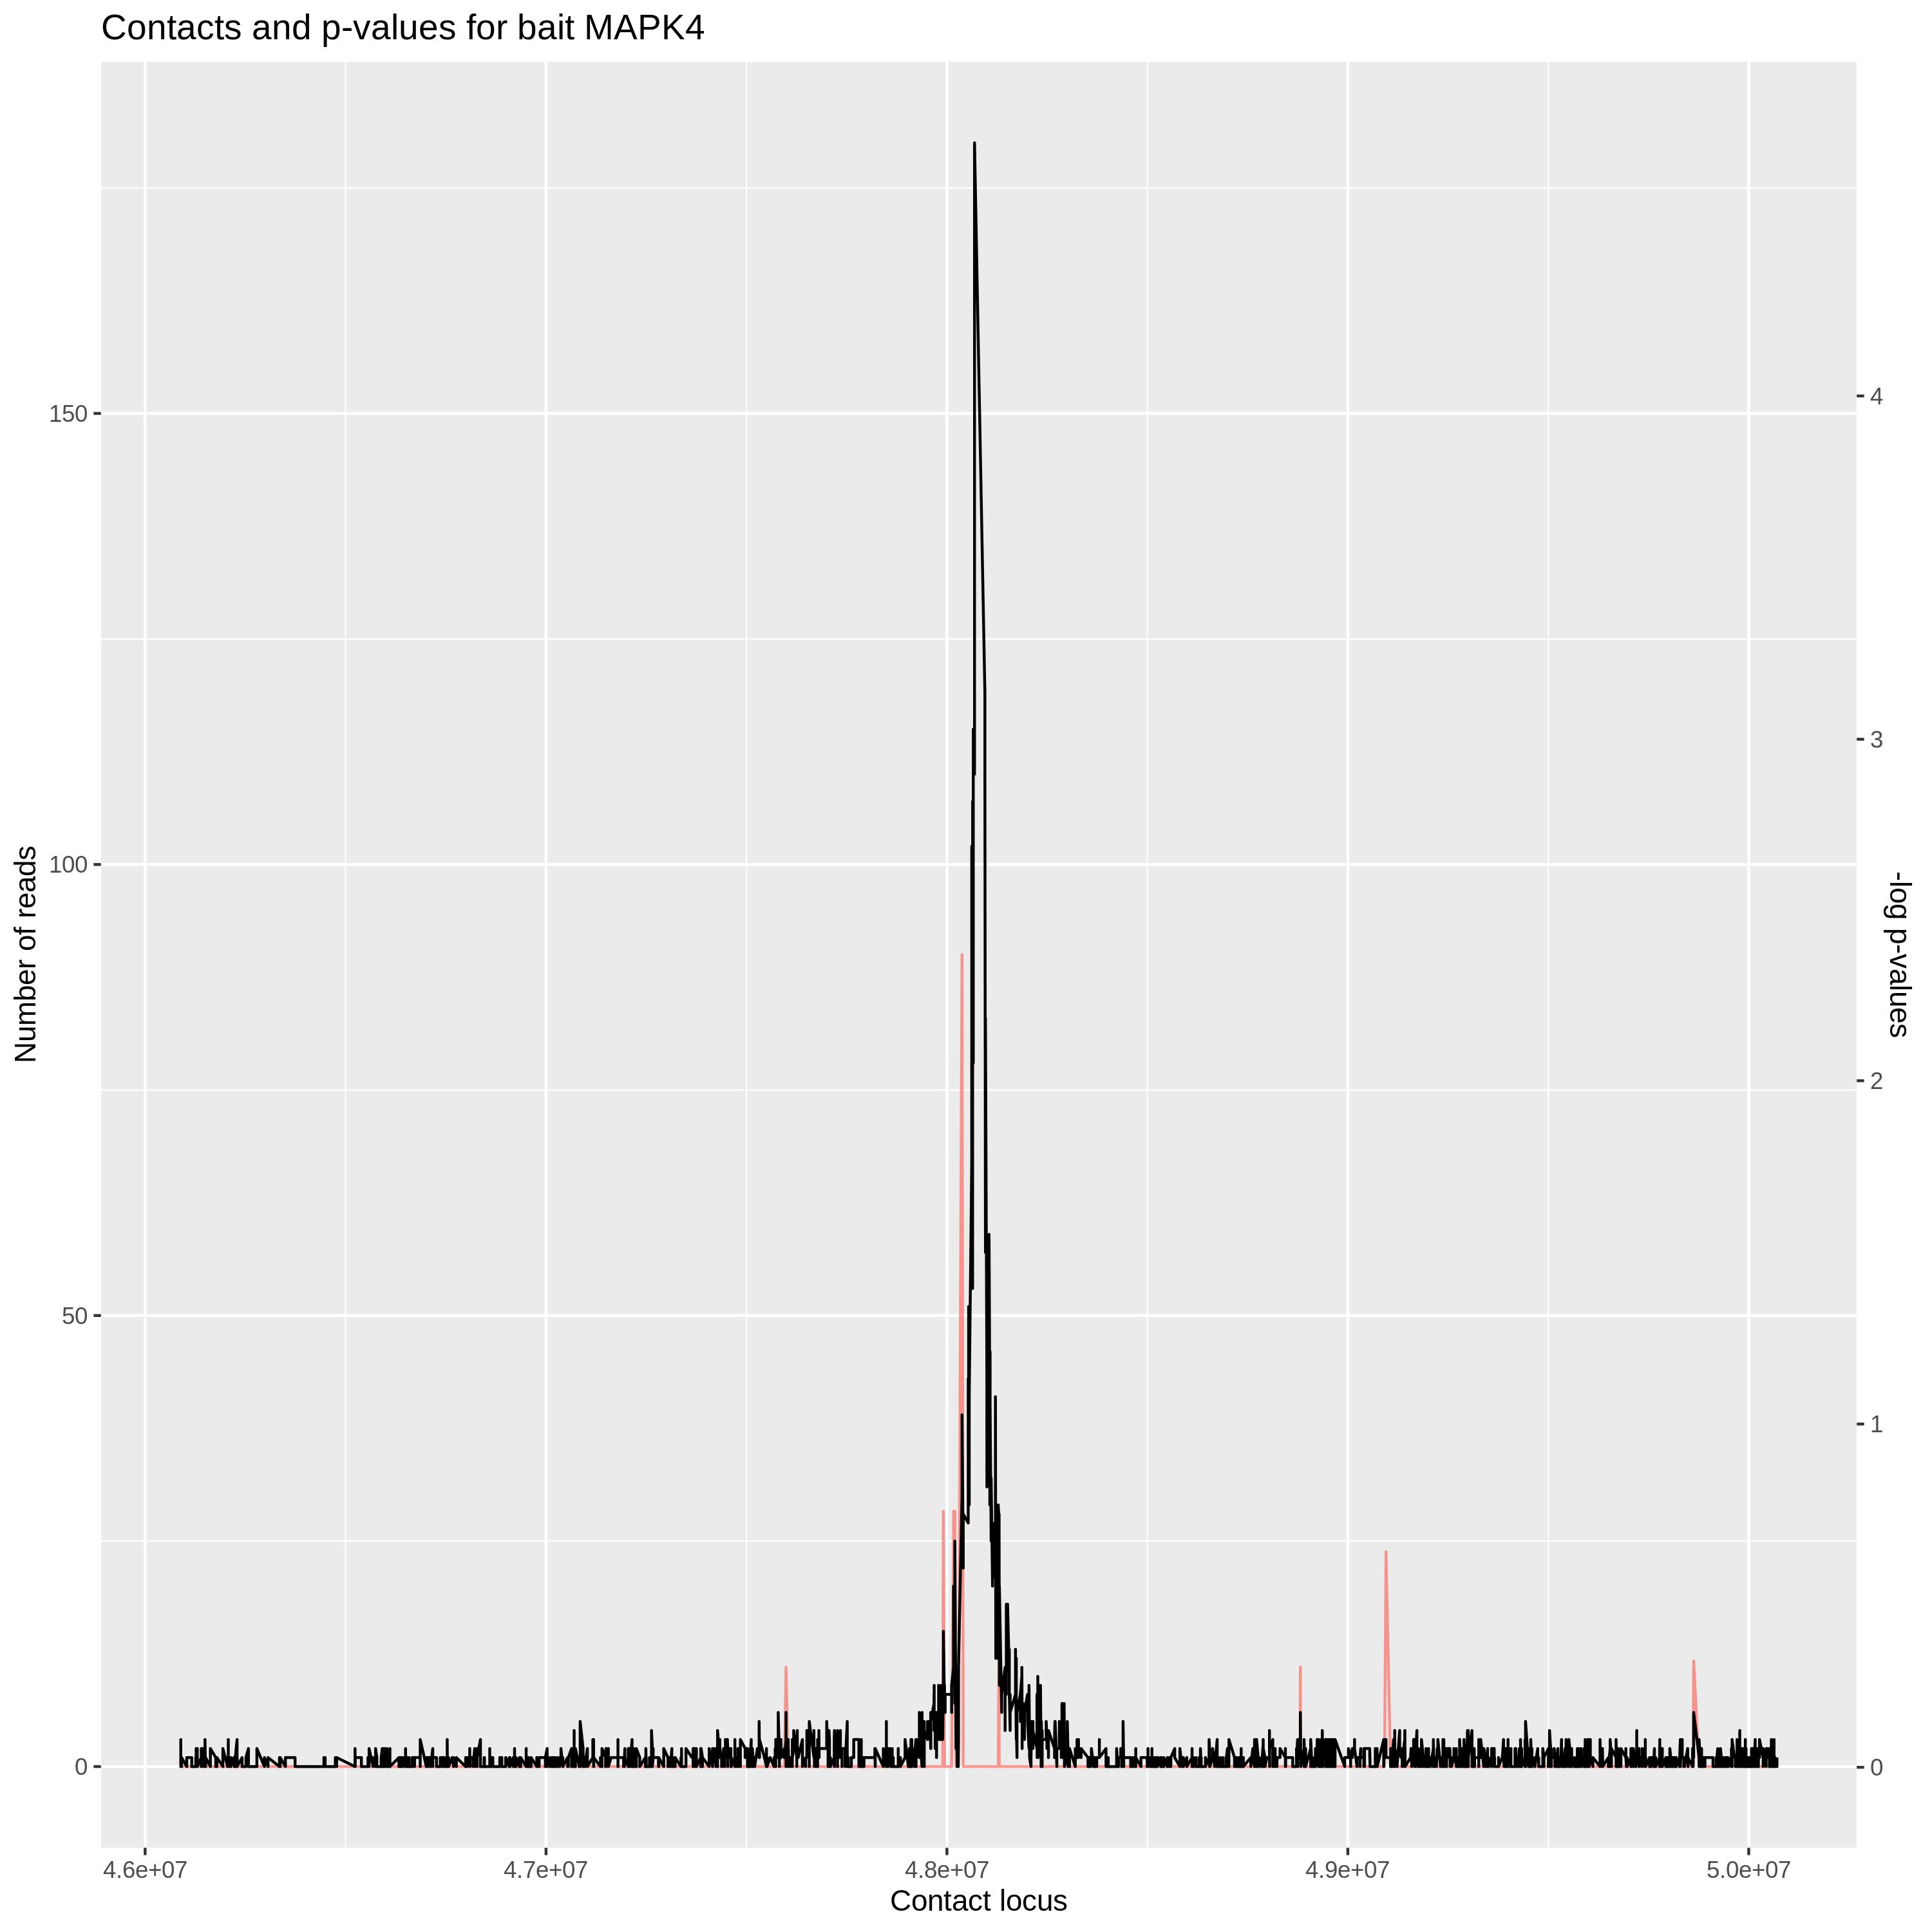 Contacts and p-values for bait MAPK4
Number of reads
150
100
50
0
4
3
2
1
0
-log p-values
4.6e+07 4.7e+07 4.8e+07 4.9e+07 5.0e+07
Contact locus